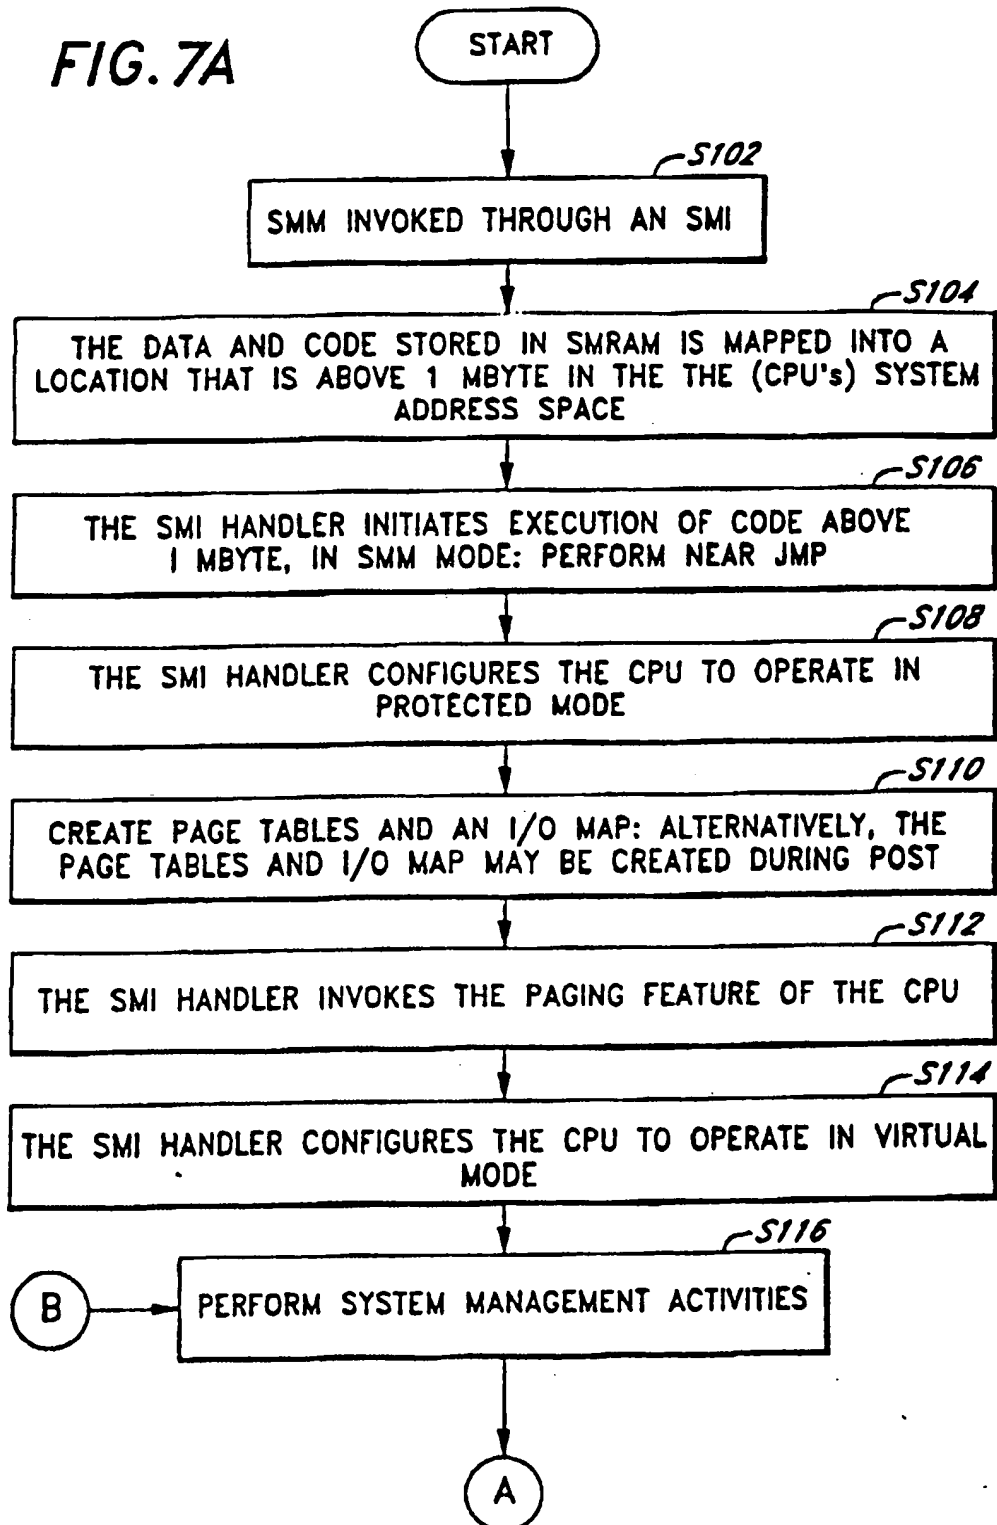 FIG. 7A
START
S102
SMM INVOKED THROUGH AN SMI
S104
THE DATA AND CODE STORED IN SMRAM IS MAPPED INTO A
LOCATION THAT IS ABOVE 1 MBYTE IN THE THE (CPU's) SYSTEM
ADDRESS SPACE
S106
THE SMI HANDLER INITIATES EXECUTION OF CODE ABOVE
1 MBYTE, IN SMM MODE: PERFORM NEAR JMP
S108
THE SMI HANDLER CONFIGURES THE CPU TO OPERATE IN
PROTECTED MODE
S110
CREATE PAGE TABLES AND AN I/O MAP: ALTERNATIVELY, THE
PAGE TABLES AND I/O MAP MAY BE CREATED DURING POST
S112
THE SMI HANDLER INVOKES THE PAGING FEATURE OF THE CPU
S114
THE SMI HANDLER CONFIGURES THE CPU TO OPERATE IN VIRTUAL
MODE
S116
B
PERFORM SYSTEM MANAGEMENT ACTIVITIES
A